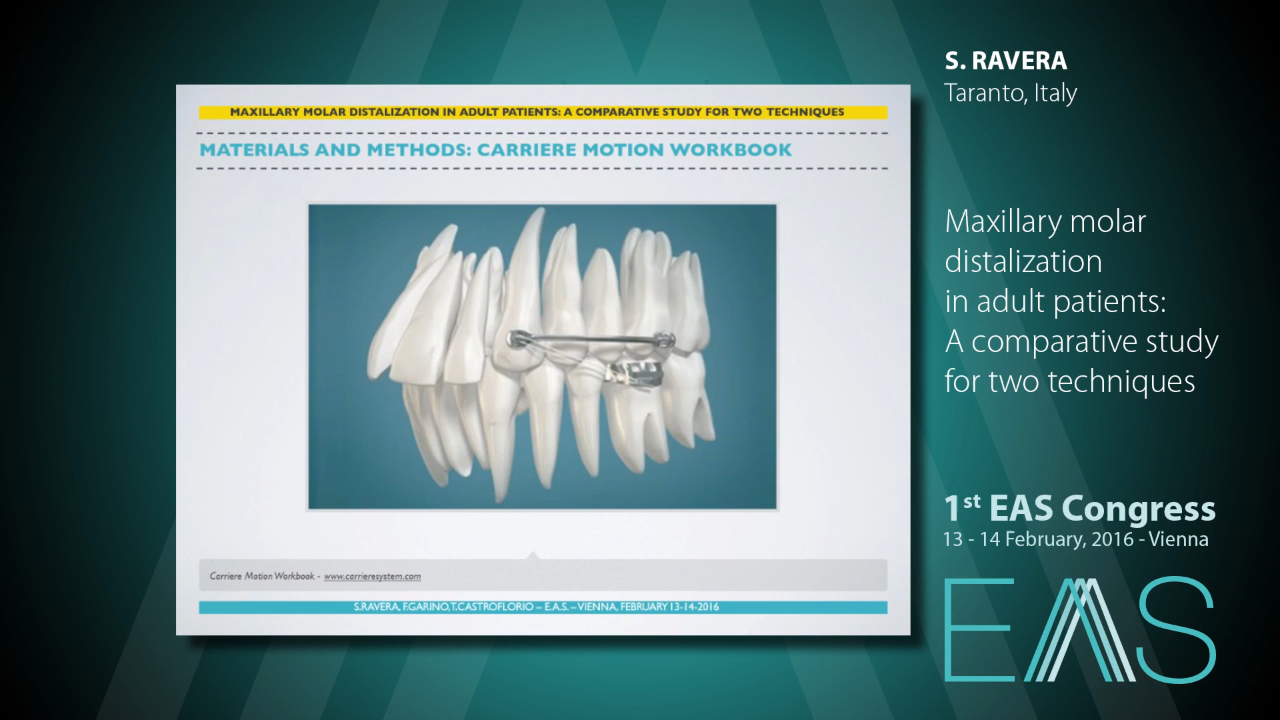 MAXILLARY MOLAR DISTALIZATION IN ADULT PATIENTS: A COMPARATIVE STUDY FOR TWO TECHNIQUES
MATERIALS AND METHODS: CARRIERE MOTION WORKBOOK
Carriere Motion Workbook - www.carrieresystem.com
S.RAVERA, F.GARINO,T.CASTROFLORIO – E.A.S. – VIENNA, FEBRUARY 13-14-2016
S. RAVERA
Taranto, Italy
Maxillary molar
distalization
in adult patients:
A comparative study
for two techniques
1st EAS Congress
13 - 14 February, 2016 - Vienna
EAS